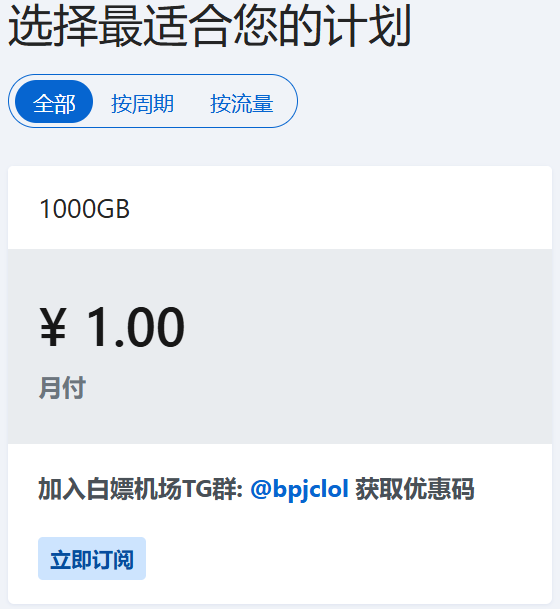 选择最适合您的计划
全部 按周期 按流量
1000GB
¥ 1.00
月付
加入白嫖机场TG群: @bpjclol 获取优惠码
立即订阅